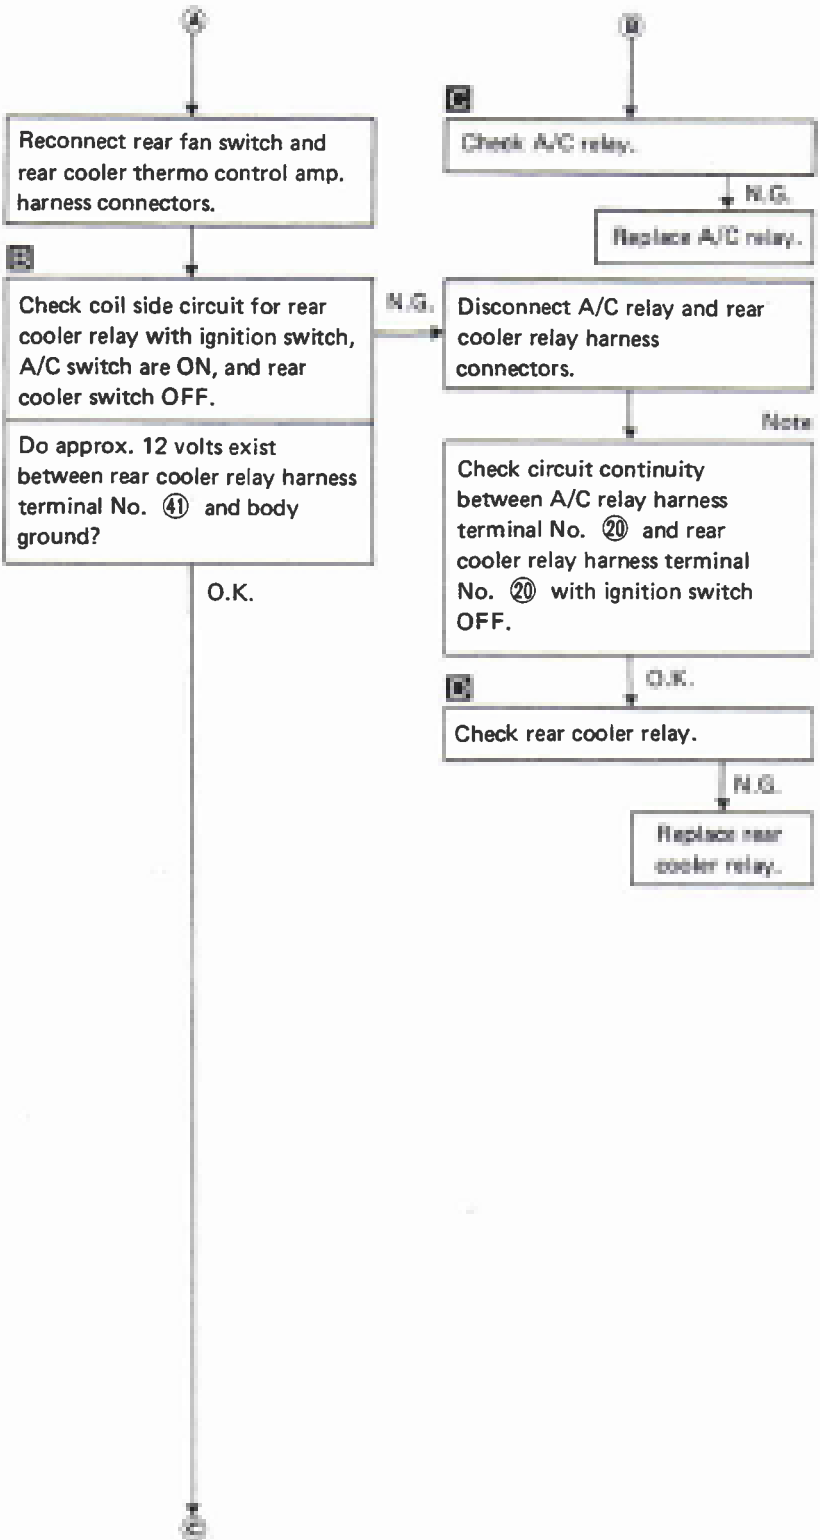 A
Reconnect rear fan switch and
rear cooler thermo control amp.
harness connectors.
B
Check coil side circuit for rear
cooler relay with ignition switch,
A/C switch are ON, and rear
cooler switch OFF.
Do approx. 12 volts exist
between rear cooler relay harness
terminal No. ㊶ and body
ground?
O.K.
N.G.
B
C
Check A/C relay.
N.G.
Replace A/C relay.
Disconnect A/C relay and rear
cooler relay harness
connectors.
Note
Check circuit continuity
between A/C relay harness
terminal No. ⑳ and rear
cooler relay harness terminal
No. ⑳ with ignition switch
OFF.
O.K.
D
Check rear cooler relay.
N.G.
Replace rear
cooler relay.
C